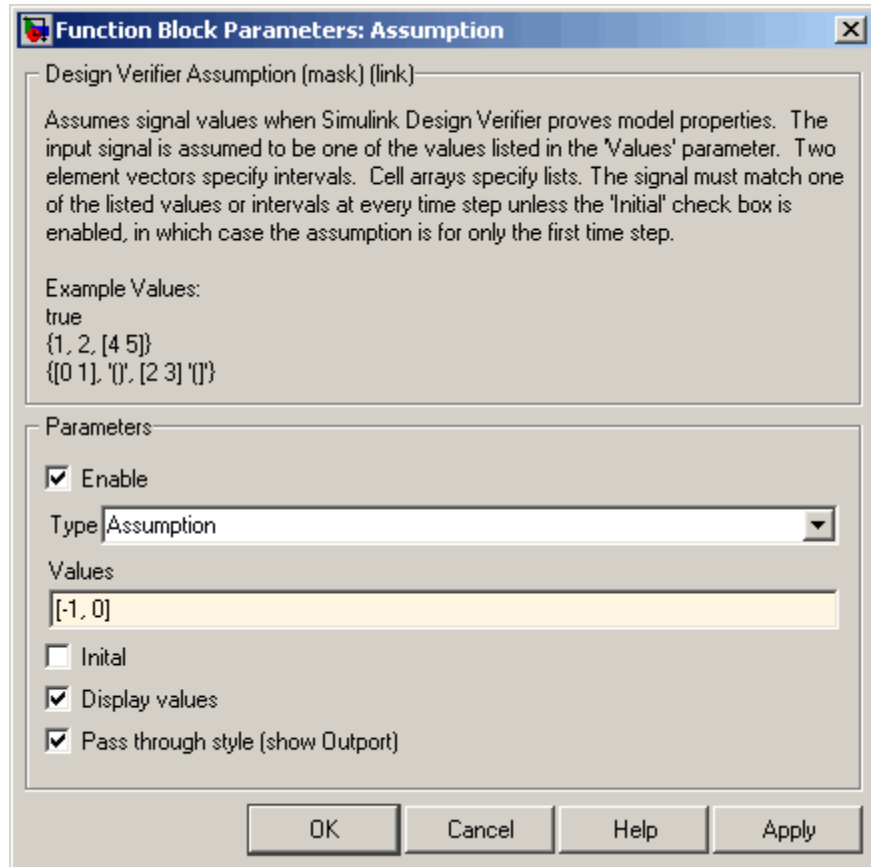 Function Block Parameters: Assumption
Design Verifier Assumption (mask) (link)
Assumes signal values when Simulink Design Verifier proves model properties.  The
input signal is assumed to be one of the values listed in the 'Values' parameter.  Two
element vectors specify intervals.  Cell arrays specify lists. The signal must match one
of the listed values or intervals at every time step unless the 'Initial' check box is
enabled, in which case the assumption is for only the first time step.
Example Values:
true
{1, 2, [4 5]}
{[0 1], '()', [2 3] '(]'}
Parameters
Enable
Type Assumption
Values
[-1, 0]
Inital
Display values
Pass through style (show Outport)
OK Cancel Help Apply